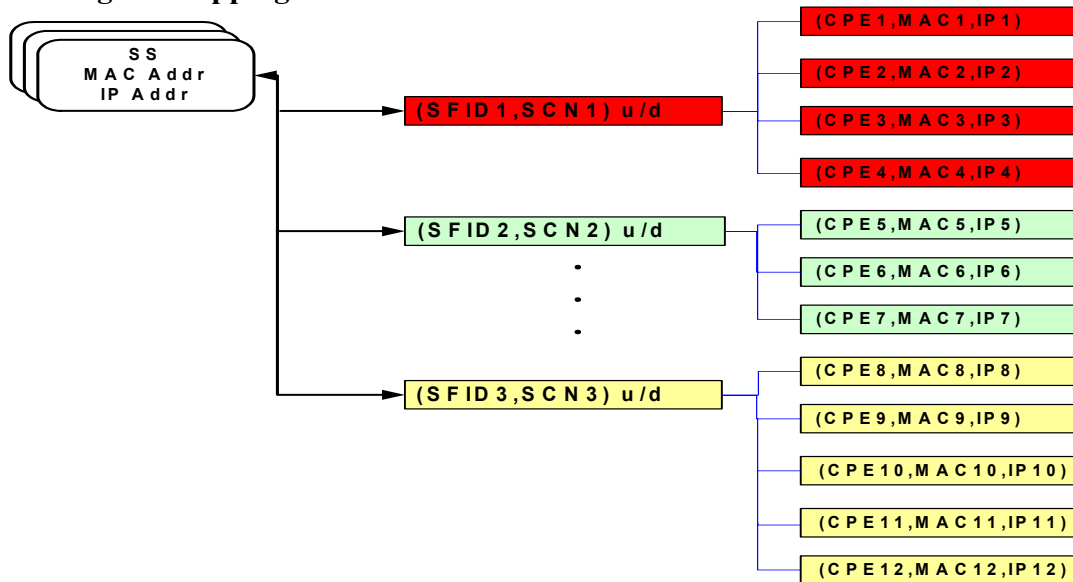 SS
MAC Addr
IP Addr
(SFID1,SCN1) u/d
(CPE1,MAC1,IP1)
(CPE2,MAC2,IP2)
(CPE3,MAC3,IP3)
(CPE4,MAC4,IP4)
(SFID2,SCN2) u/d
(CPE5,MAC5,IP5)
(CPE6,MAC6,IP6)
(CPE7,MAC7,IP7)
(SFID3,SCN3) u/d
(CPE8,MAC8,IP8)
(CPE9,MAC9,IP9)
(CPE10,MAC10,IP10)
(CPE11,MAC11,IP11)
(CPE12,MAC12,IP12)